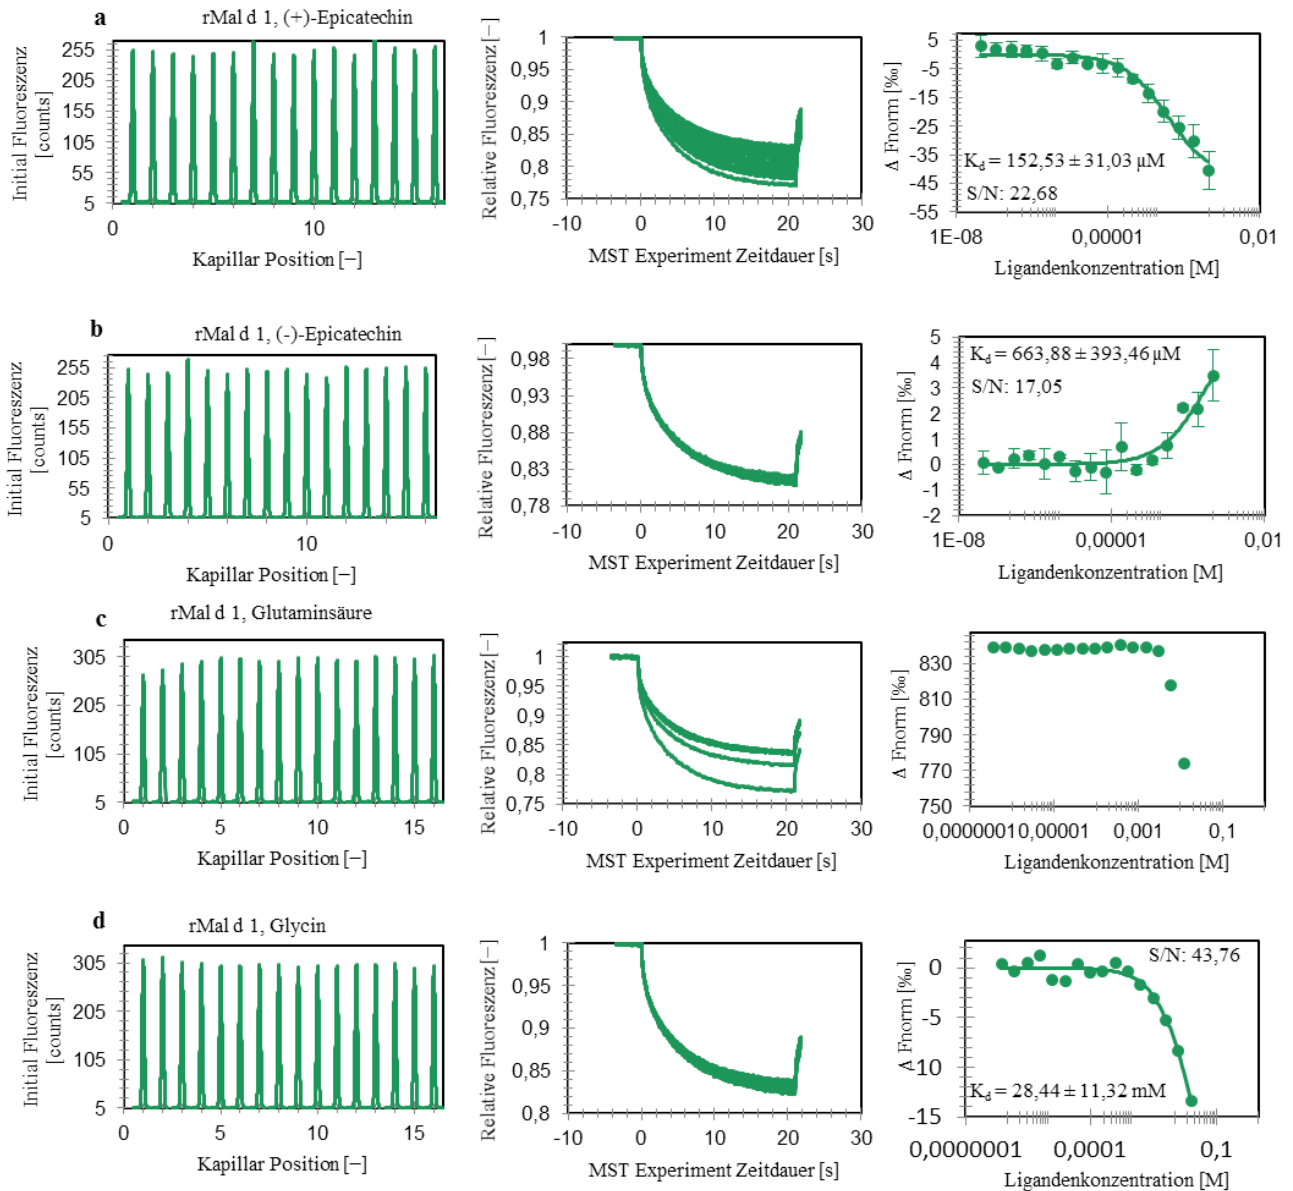 a
rMal d 1, (+)-Epicatechin
Initial Fluoreszenz
[counts]
255
205
155
105
55
5
0
10
Kapillar Position [–]
Relative Fluoreszenz [–]
1
0,95
0,9
0,85
0,8
0,75
-10
0
10
20
30
MST Experiment Zeitdauer [s]
Δ Fnorm [‰]
5
-5
-15
-25
-35
-45
-55
Kd = 152,53 ± 31,03 µM
S/N: 22,68
1E-08
0,00001
0,01
Ligandenkonzentration [M]
b
rMal d 1, (-)-Epicatechin
Initial Fluoreszenz
[counts]
255
205
155
105
55
5
0
10
Kapillar Position [–]
Relative Fluoreszenz [–]
0,98
0,93
0,88
0,83
0,78
-10
0
10
20
30
MST Experiment Zeitdauer [s]
Δ Fnorm [‰]
5
4
3
2
1
0
-1
-2
Kd = 663,88 ± 393,46 µM
S/N: 17,05
1E-08
0,00001
0,01
Ligandenkonzentration [M]
c
rMal d 1, Glutaminsäure
Initial Fluoreszenz
[counts]
305
205
105
5
0
5
10
15
Kapillar Position [–]
Relative Fluoreszenz [–]
1
0,95
0,9
0,85
0,8
0,75
-10
0
10
20
30
MST Experiment Zeitdauer [s]
Δ Fnorm [‰]
830
810
790
770
750
0,0000001
0,00001
0,001
0,1
Ligandenkonzentration [M]
d
rMal d 1, Glycin
Initial Fluoreszenz
[counts]
305
205
105
5
0
5
10
15
Kapillar Position [–]
Relative Fluoreszenz [–]
1
0,95
0,9
0,85
0,8
-10
0
10
20
30
MST Experiment Zeitdauer [s]
Δ Fnorm [‰]
0
-5
-10
-15
S/N: 43,76
Kd = 28,44 ± 11,32 mM
0,0000001
0,0001
0,1
Ligandenkonzentration [M]